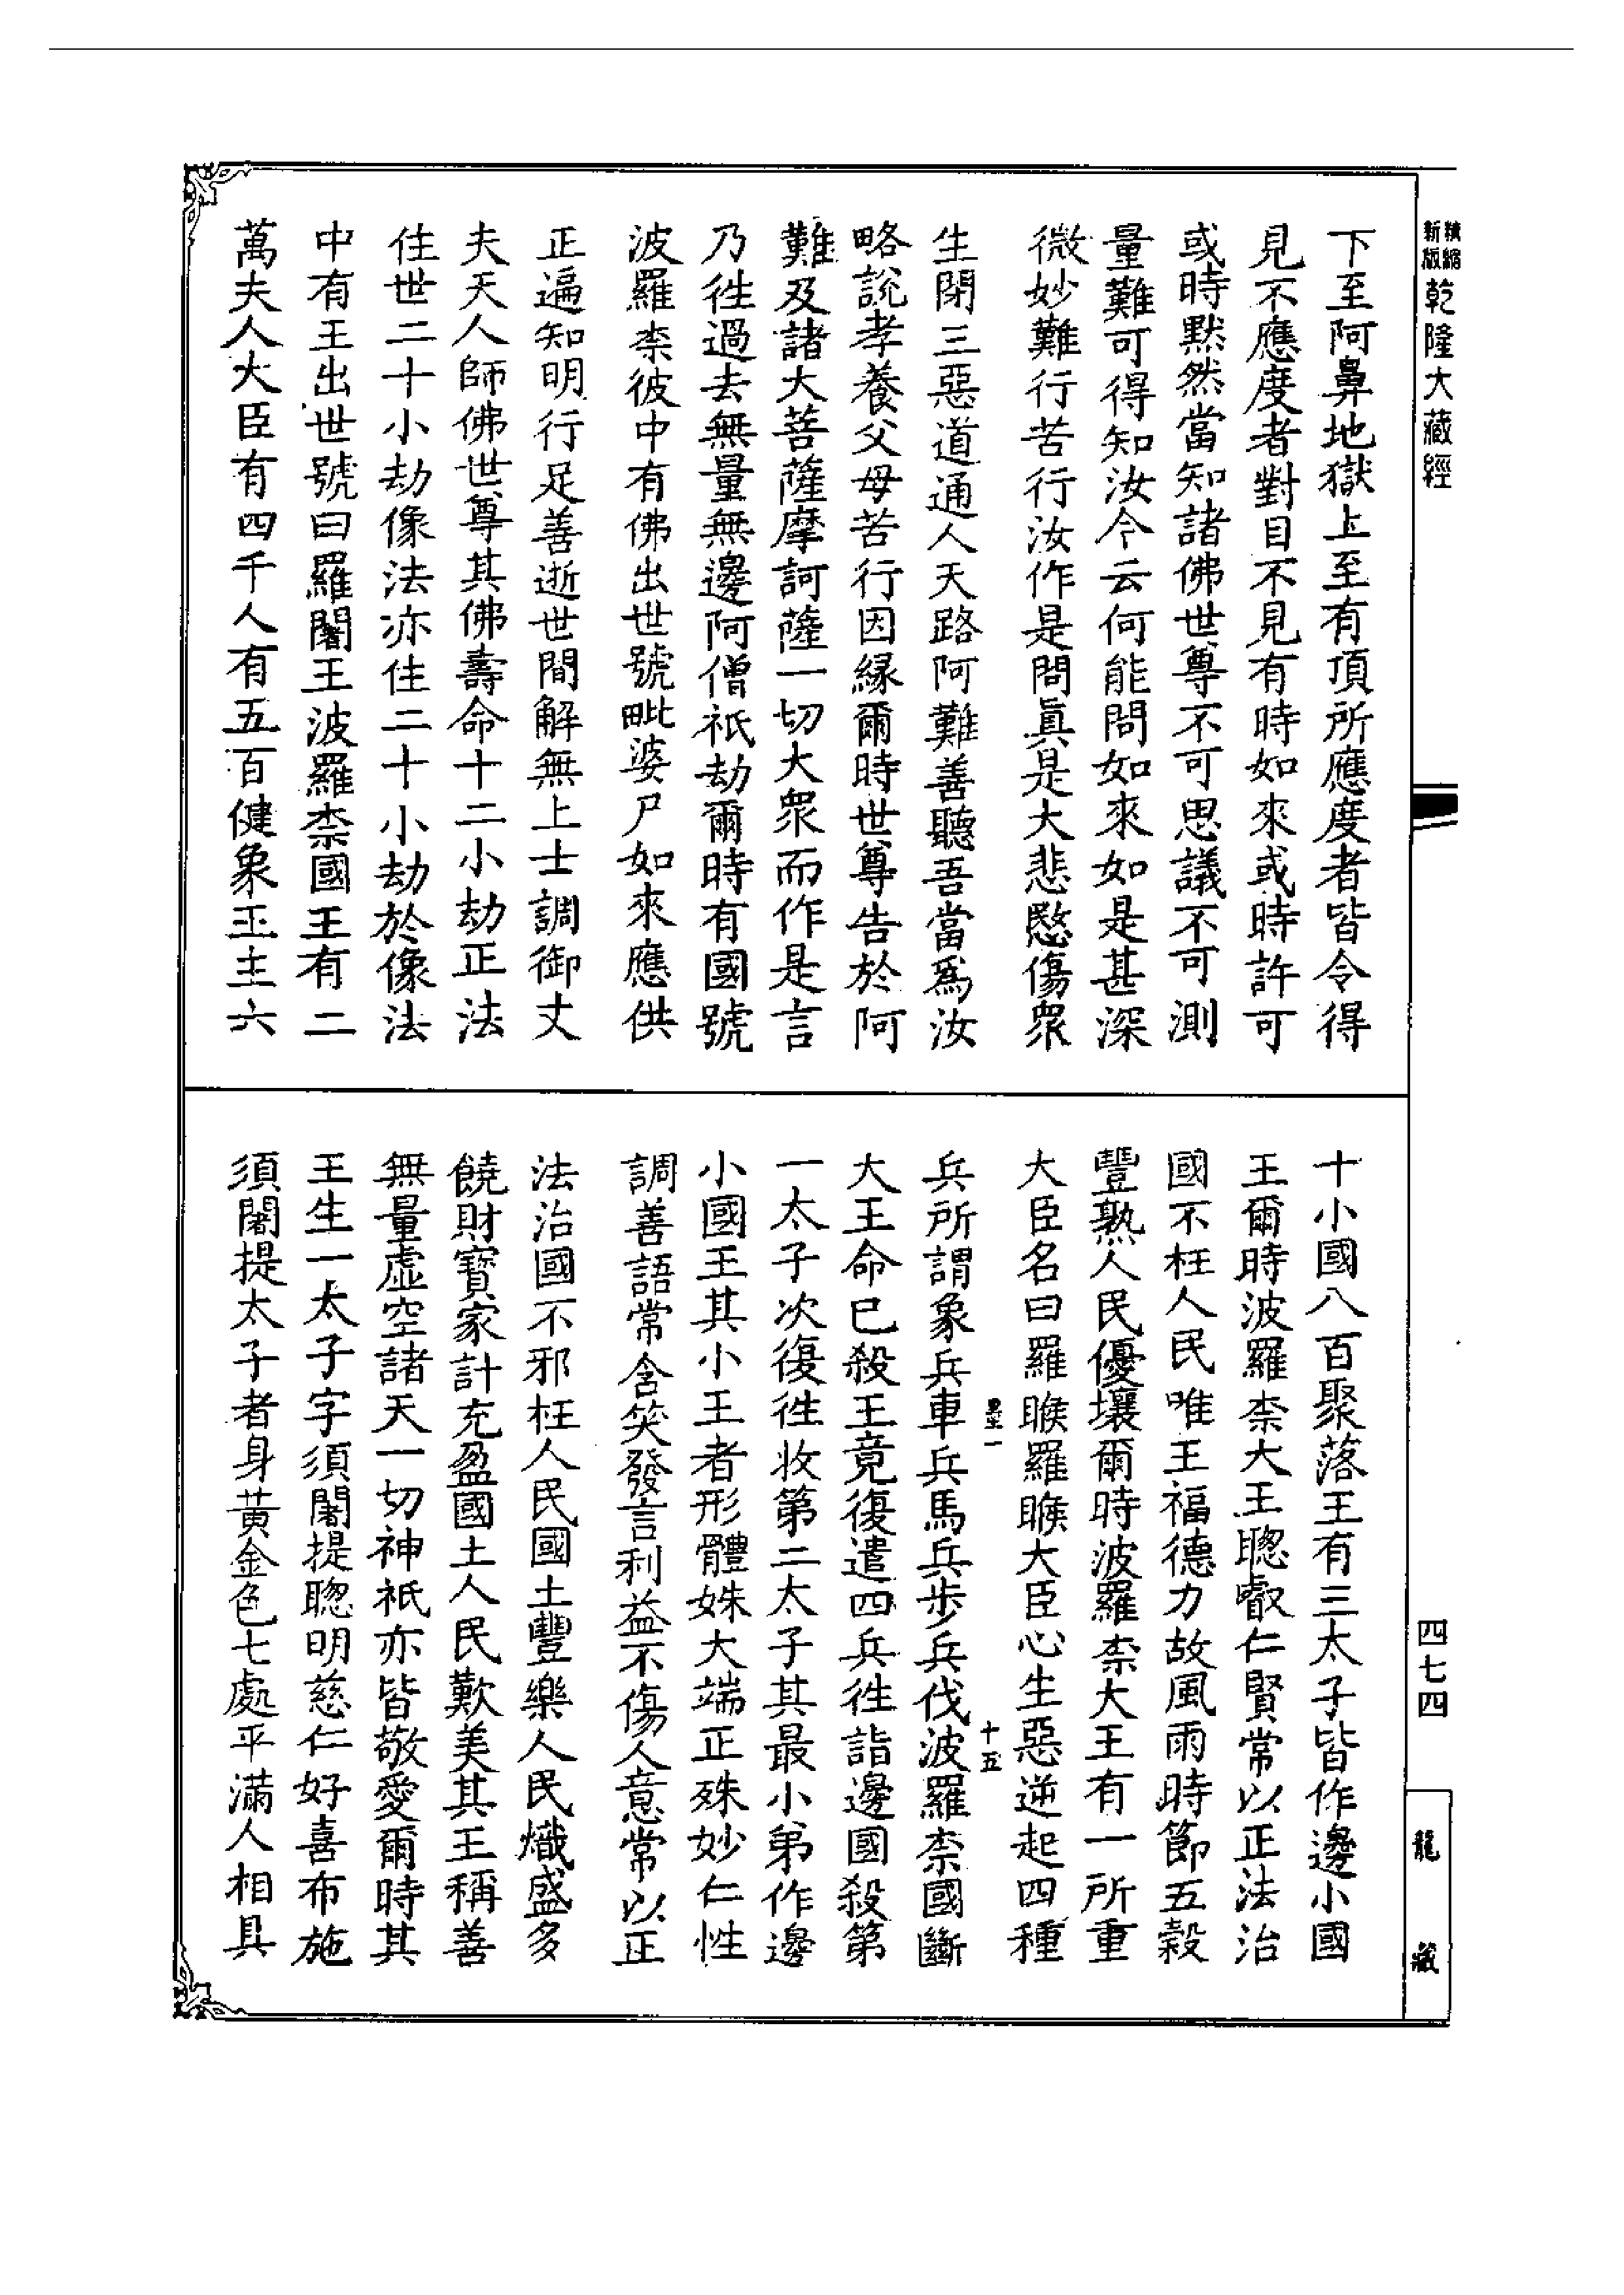 精縮新版乾隆大藏經
下至阿鼻地獄上至有頂所應度者皆令得
見不應度者對目不見有時如來或時許可
或時默然當知諸佛世尊不可思議不可測
量難可得知汝今云何能問如來如是甚深
微妙難行苦行汝作是問真是大悲愍傷眾
生閉三惡道通人天路阿難善聽吾當為汝
略說孝養父母苦行因緣爾時世尊告於阿
難及諸大菩薩摩訶薩一切大眾而作是言
乃徃過去無量無邊阿僧祇劫爾時有國號
波羅柰彼中有佛出世號毗婆尸如來應供
正遍知明行足善逝世間解無上士調御丈
夫天人師佛世尊其佛壽命十二小劫正法
住世二十小劫像法亦住二十小劫於像法
中有王出世號曰羅闍王波羅柰國王有二
萬夫人大臣有四千人有五百健象王主六
十小國八百聚落王有三太子皆作邊小國
王爾時波羅柰大王聰叡仁賢常以正法治
國不枉人民唯王福德力故風雨時節五穀
豐熟人民優壤爾時波羅柰大王有一所重
大臣名曰羅睺羅睺大臣心生惡逆起四種
兵所謂象兵車兵馬兵步兵伐波羅柰國斷
大王命已殺王竟復遣四兵徃詣邊國殺第
一太子次復徃收第二太子其最小弟作邊
小國王其小王者形體姝大端正殊妙仁性
調善語常含笑發言利益不傷人意常以正
法治國不邪枉人民國土豐樂人民熾盛多
饒財寶家計充盈國土人民歎美其王稱善
無量虛空諸天一切神祇亦皆敬愛爾時其
王生一太子字須闍提聰明慈仁好喜布施
須闍提太子者身黃金色七處平滿人相具
十五
四七四
龍藏